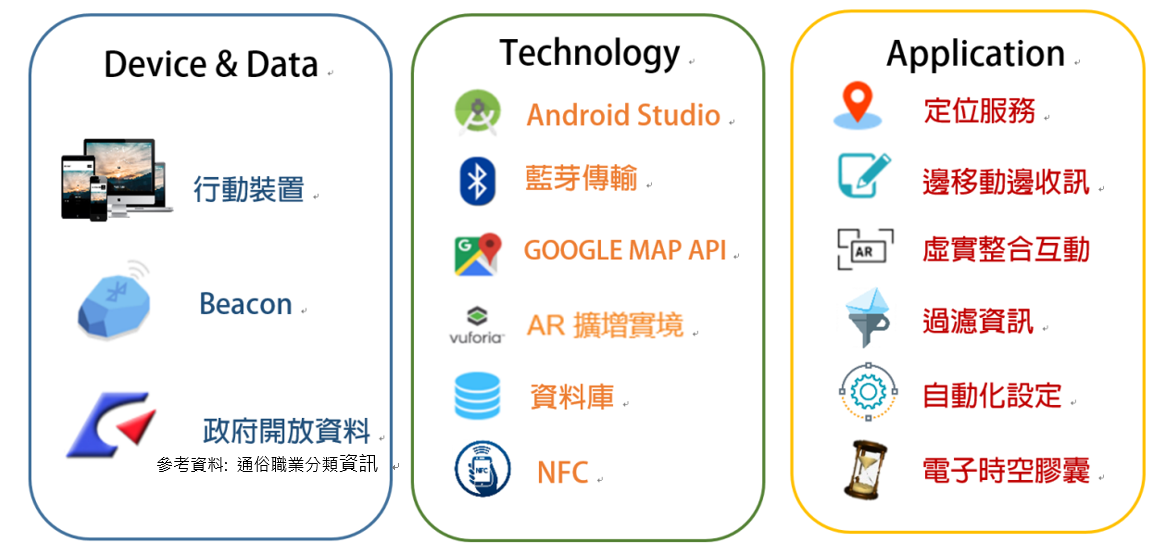 Device & Data
行動裝置
Beacon
政府開放資料
參考資料: 通俗職業分類資訊
Technology
Android Studio
藍芽傳輸
G
GOOGLE MAP API
vuforia™
AR 擴增實境
資料庫
NFC
NFC
Application
定位服務
邊移動邊收訊
AR
虛實整合互動
過濾資訊
自動化設定
電子時空膠囊